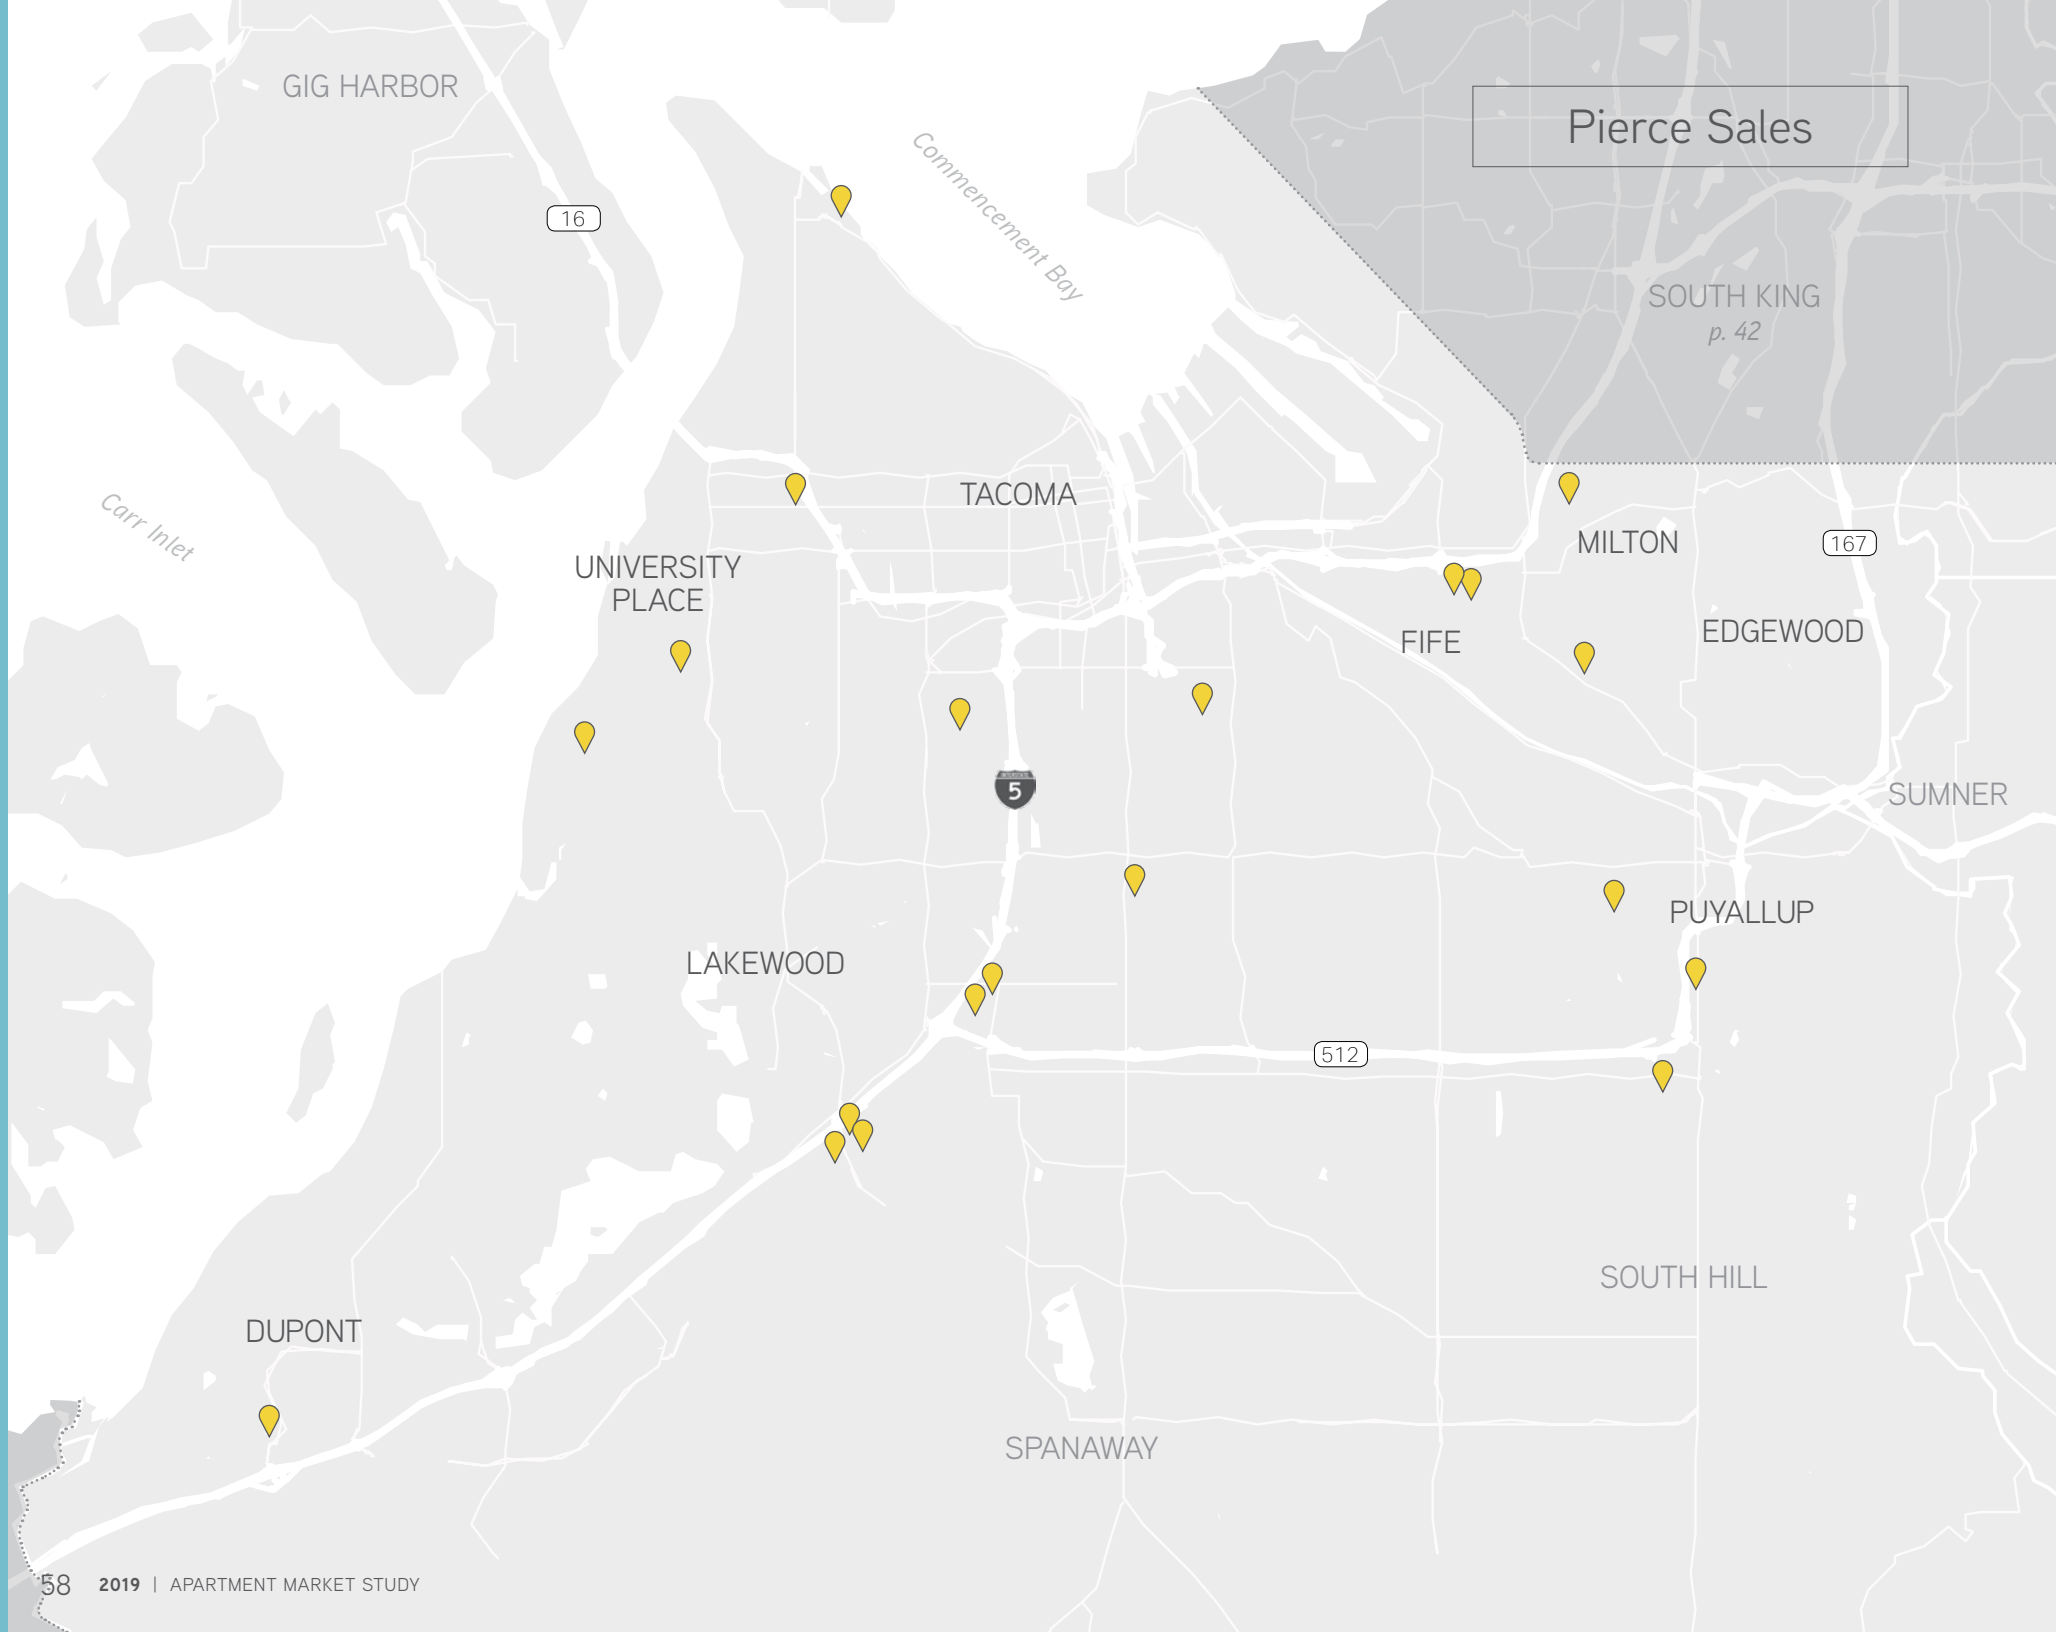 GIG HARBOR
Pierce Sales
Commencement Bay
16
SOUTH KING
p. 42
TACOMA
Carr Inlet
MILTON
167
UNIVERSITY
PLACE
FIFE
EDGEWOOD
INTERSTATE
5
SUMNER
PUYALLUP
LAKEWOOD
512
SOUTH HILL
DUPONT
SPANAWAY
58 2019 | APARTMENT MARKET STUDY